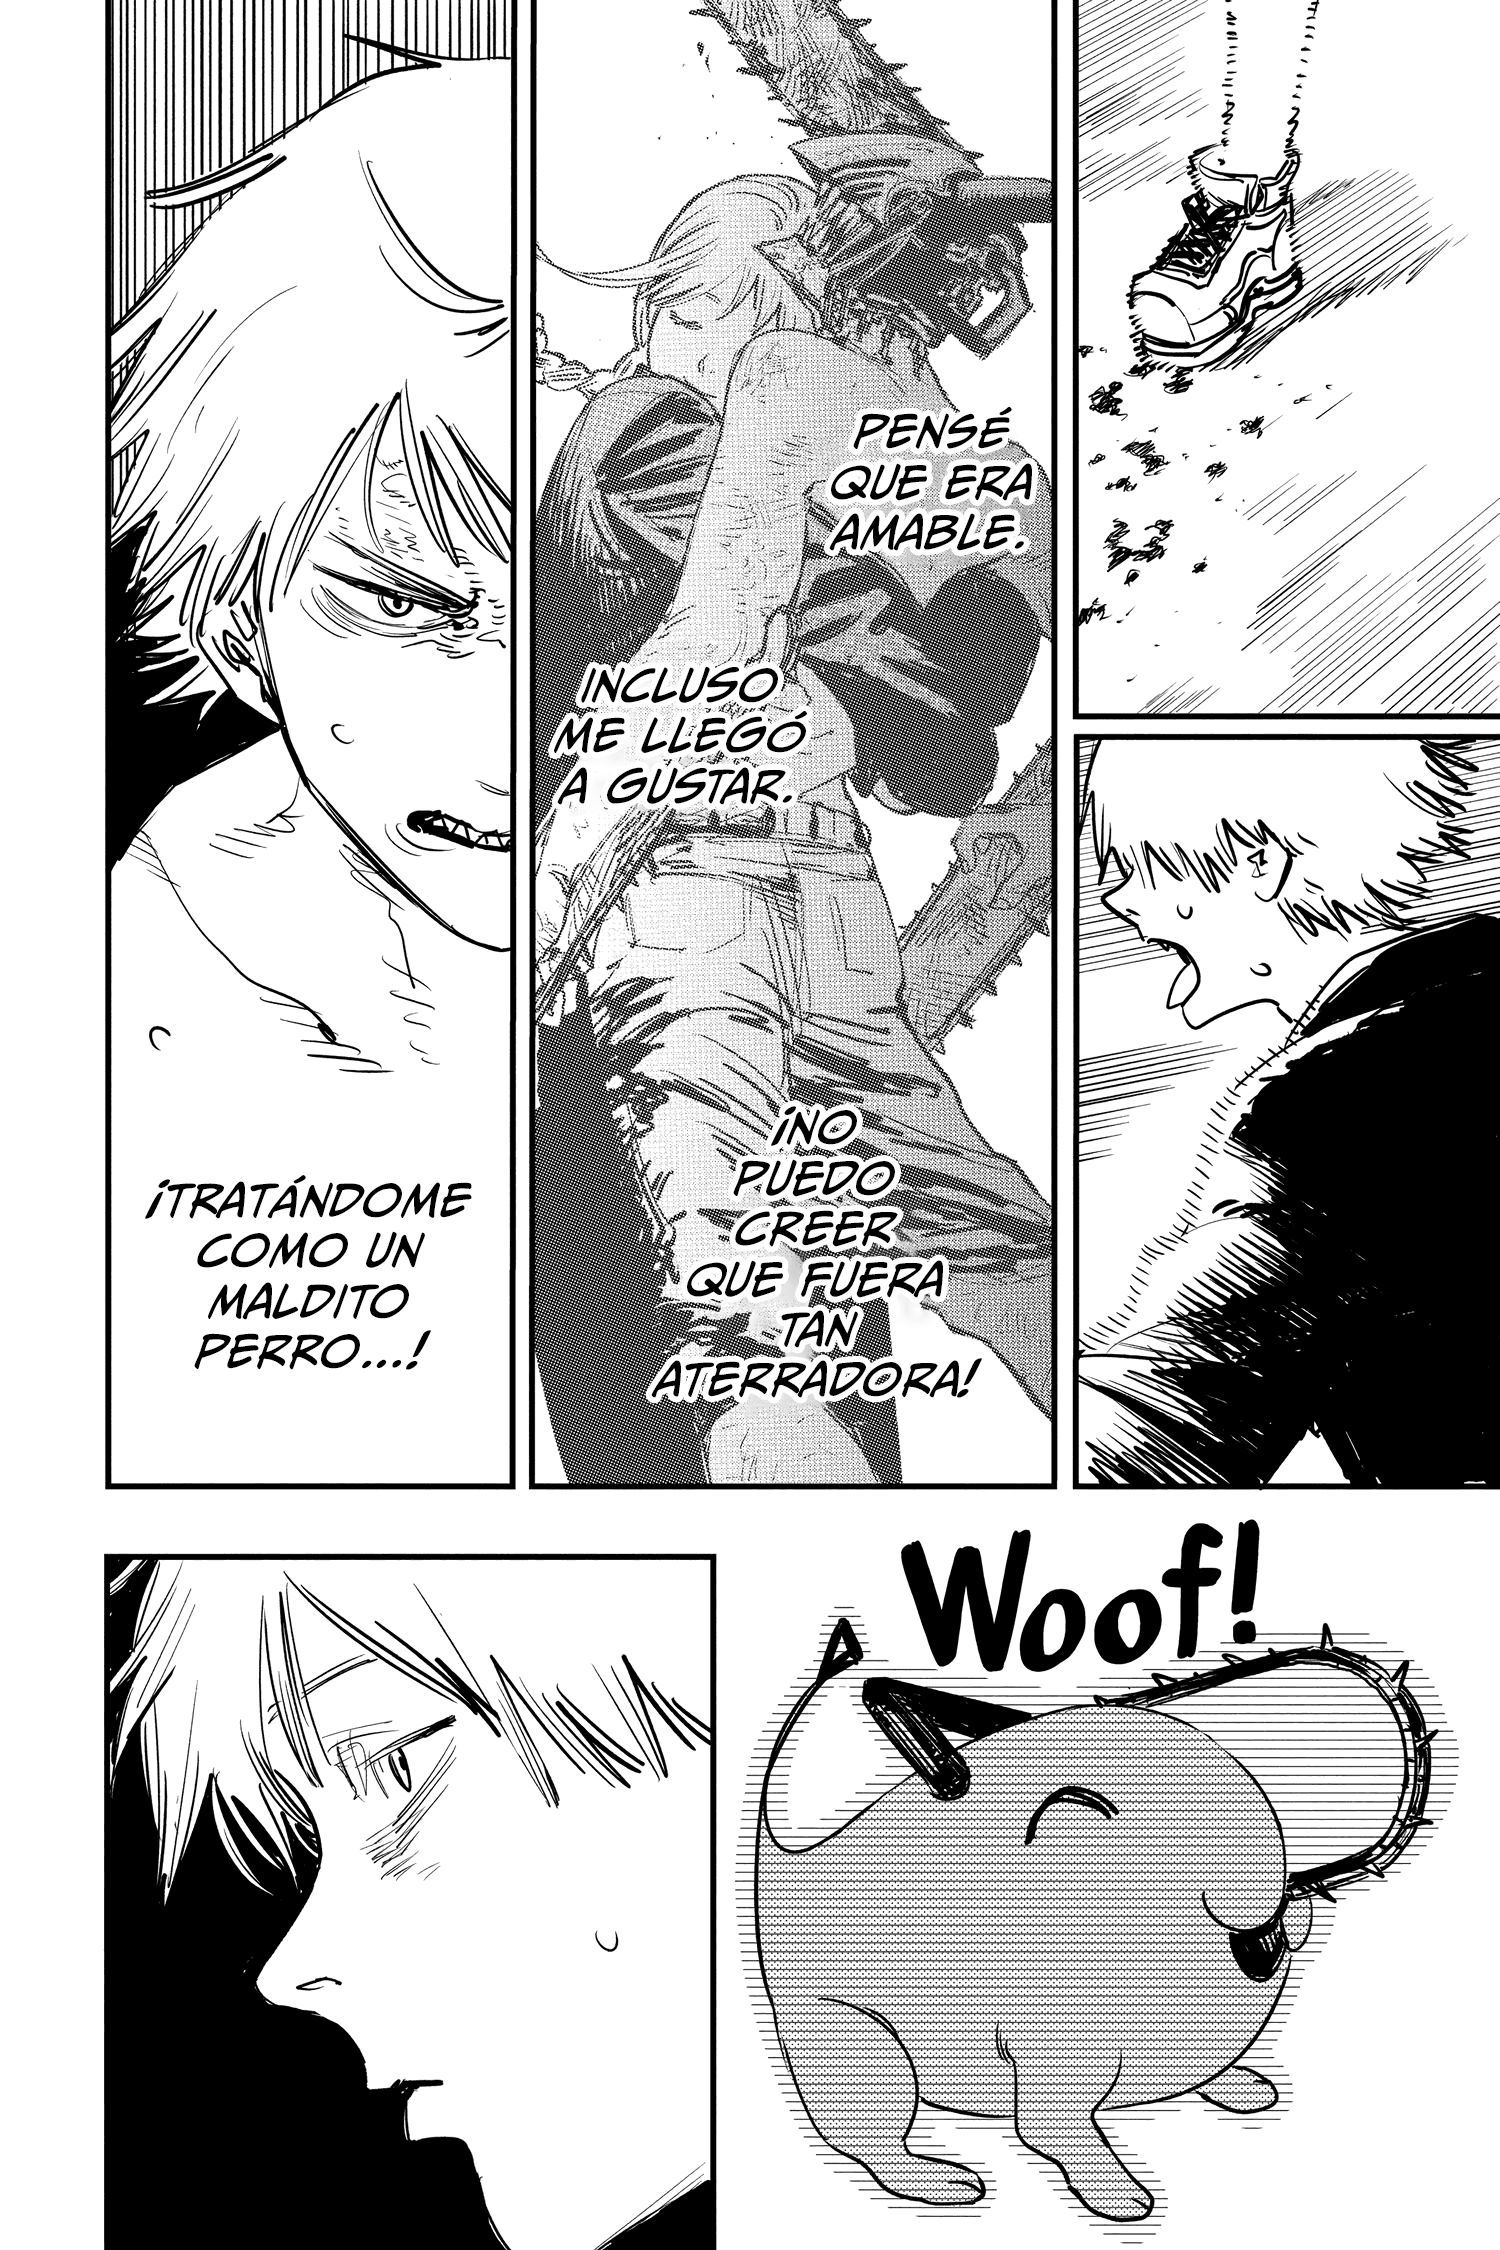 PENSÉ
QUE ERA
AMABLE.
INCLUSO
ME LLEGÓ
A GUSTAR.
¡NO
PUEDO
CREER
QUE FUERA
TAN
ATERRADORA!
¡TRATÁNDOME
COMO UN
MALDITO
PERRO...!
Woof!